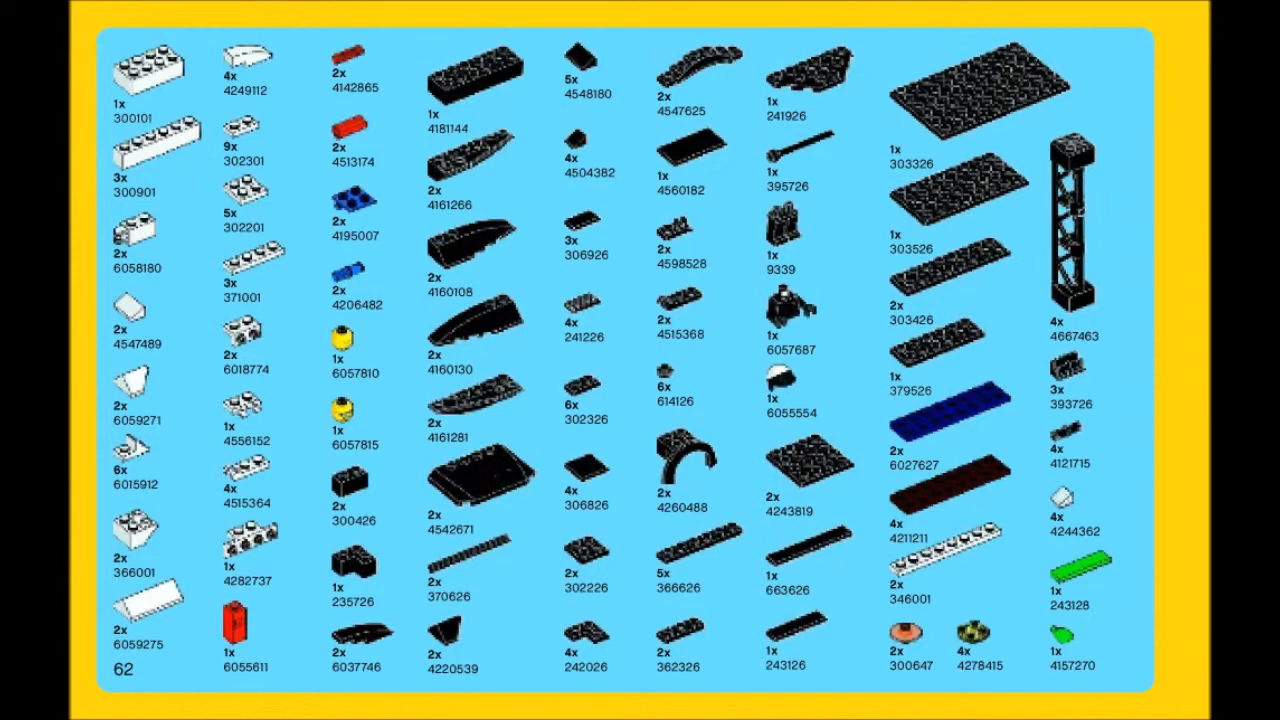 1x
300101
3x
300901
2x
6058180
2x
4547489
2x
6059271
6x
6015912
2x
366001
2x
6059275
62
4x
4249112
9x
302301
5x
302201
3x
371001
2x
6018774
1x
4556152
4x
4515364
1x
4282737
1x
6055611
2x
4142865
2x
4513174
2x
4195007
2x
4206482
1x
6057810
1x
6057815
2x
300426
1x
235726
2x
6037746
1x
4181144
2x
4161266
2x
4160108
2x
4160130
2x
4161281
2x
4542671
2x
370626
2x
4220539
5x
4548180
4x
4504382
3x
306926
4x
241226
6x
302326
4x
306826
2x
302226
4x
242026
2x
4547625
1x
4560182
2x
4598528
2x
4515368
6x
614126
2x
4260488
5x
366626
2x
362326
1x
241926
1x
395726
1x
9339
1x
6057687
1x
6055554
2x
4243819
1x
663626
1x
243126
1x
303326
1x
303526
2x
303426
1x
379526
2x
6027627
4x
4211211
2x
346001
2x
300647
4x
4278415
4x
4667463
3x
393726
4x
4121715
4x
4244362
1x
243128
1x
4157270